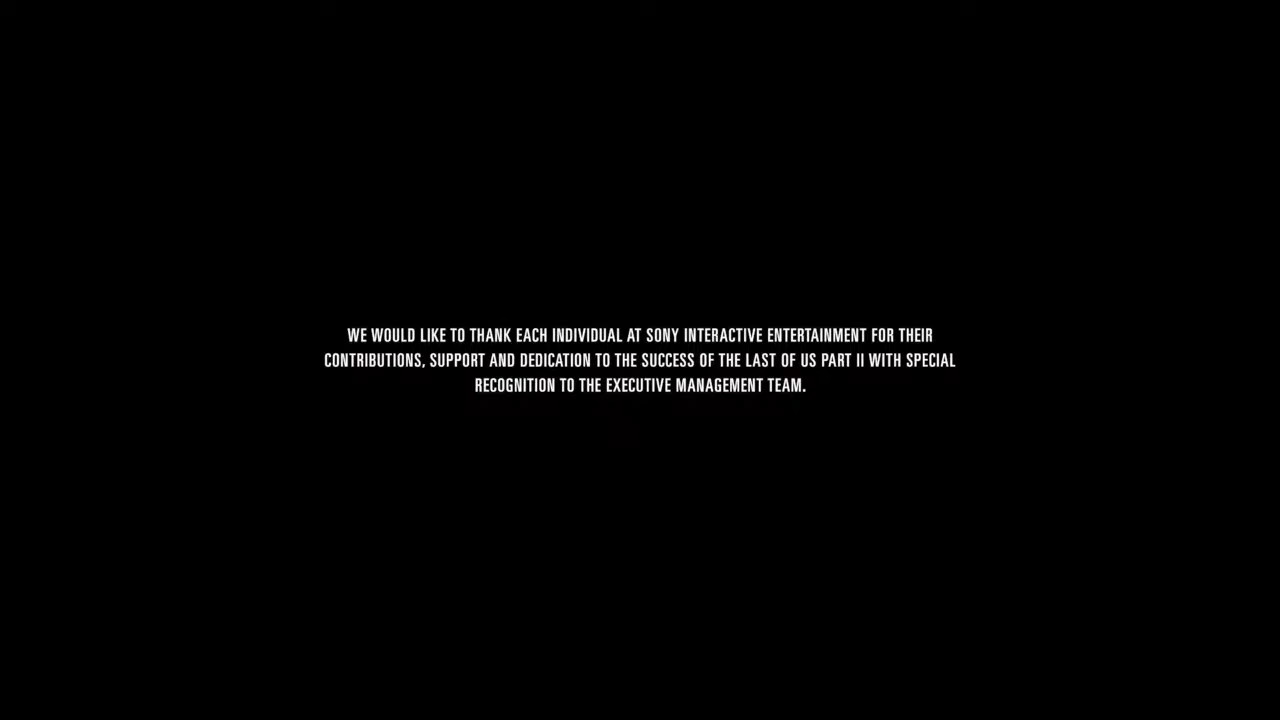 WE WOULD LIKE TO THANK EACH INDIVIDUAL AT SONY INTERACTIVE ENTERTAINMENT FOR THEIR
CONTRIBUTIONS, SUPPORT AND DEDICATION TO THE SUCCESS OF THE LAST OF US PART II WITH SPECIAL
RECOGNITION TO THE EXECUTIVE MANAGEMENT TEAM.